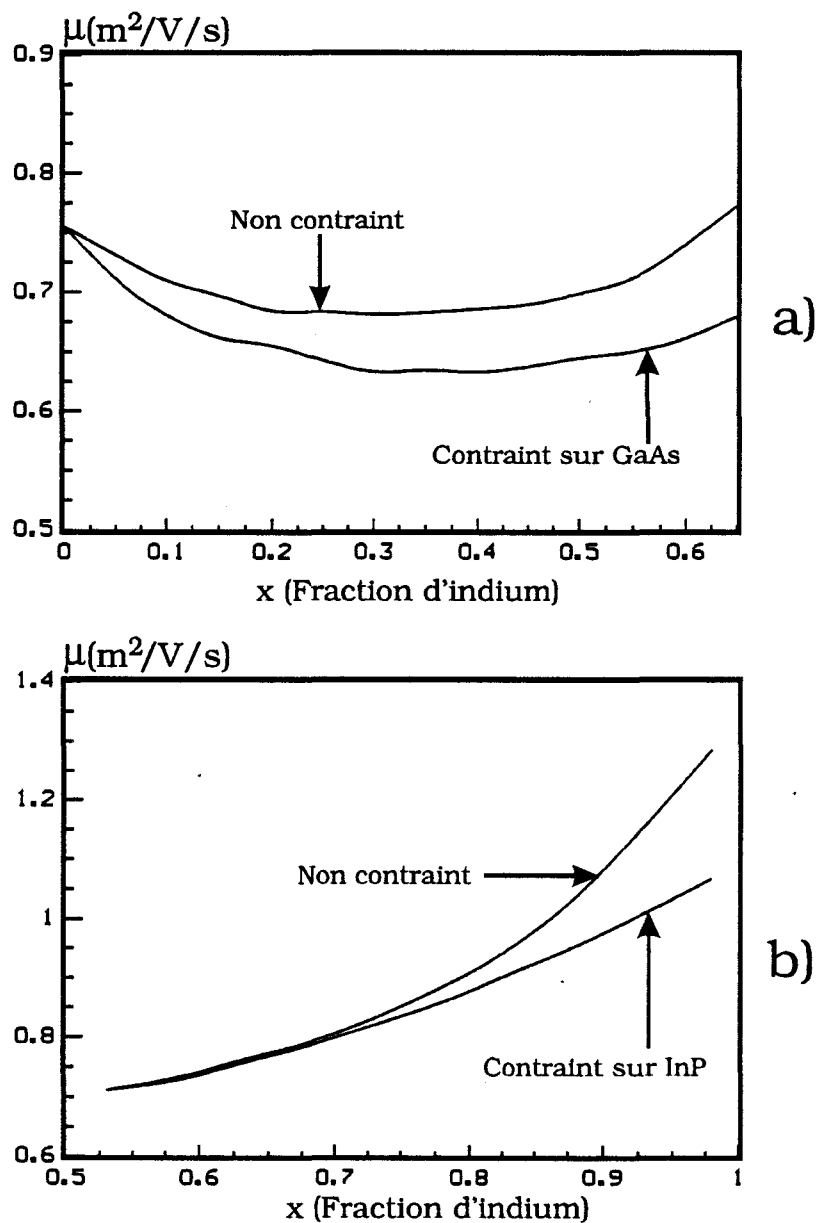 μ(m²/V/s)
0.9
0.8
0.7
0.6
0.5
Non contraint
Contraint sur GaAs
a)
0 0.1 0.2 0.3 0.4 0.5 0.6
x (Fraction d'indium)
μ(m²/V/s)
1.4
1.2
1
0.8
0.6
Non contraint
Contraint sur InP
b)
0.5 0.6 0.7 0.8 0.9 1
x (Fraction d'indium)